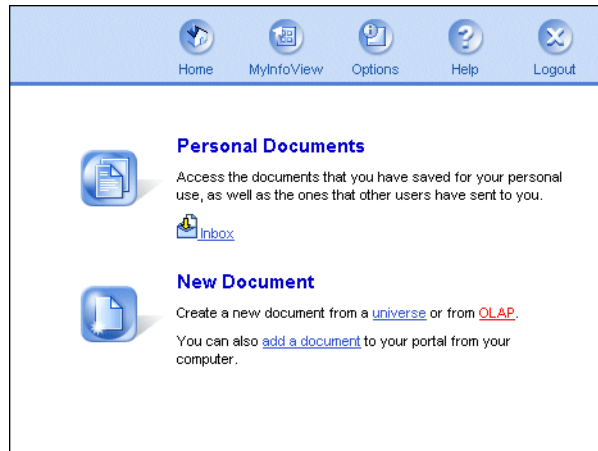 Home MyInfoView Options Help Logout
Personal Documents
Access the documents that you have saved for your personal
use, as well as the ones that other users have sent to you.
Inbox
New Document
Create a new document from a universe or from OLAP.
You can also add a document to your portal from your
computer.